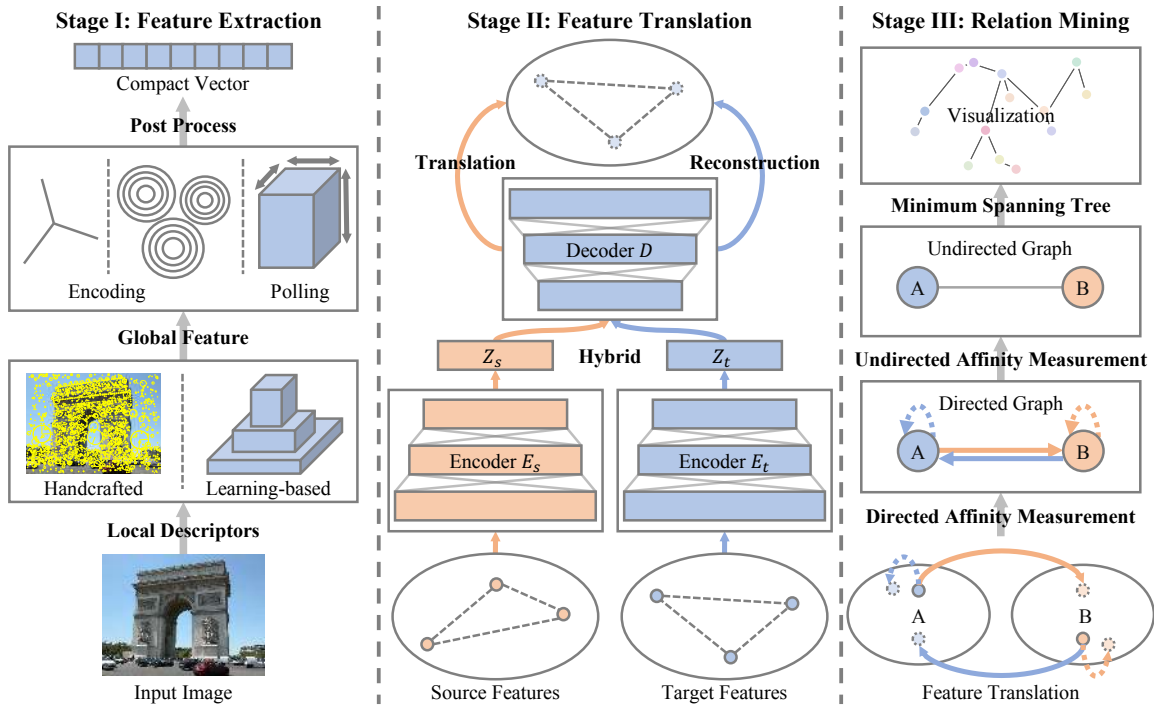 Stage I: Feature Extraction
Compact Vector
Post Process
Encoding
Polling
Global Feature
Handcrafted
Learning-based
Local Descriptors
Input Image
Stage II: Feature Translation
Translation
Reconstruction
Decoder D
Z_s
Hybrid
Z_t
Encoder E_s
Encoder E_t
Source Features
Target Features
Stage III: Relation Mining
Visualization
Minimum Spanning Tree
Undirected Graph
A
B
Undirected Affinity Measurement
Directed Graph
A
B
Directed Affinity Measurement
A
B
Feature Translation